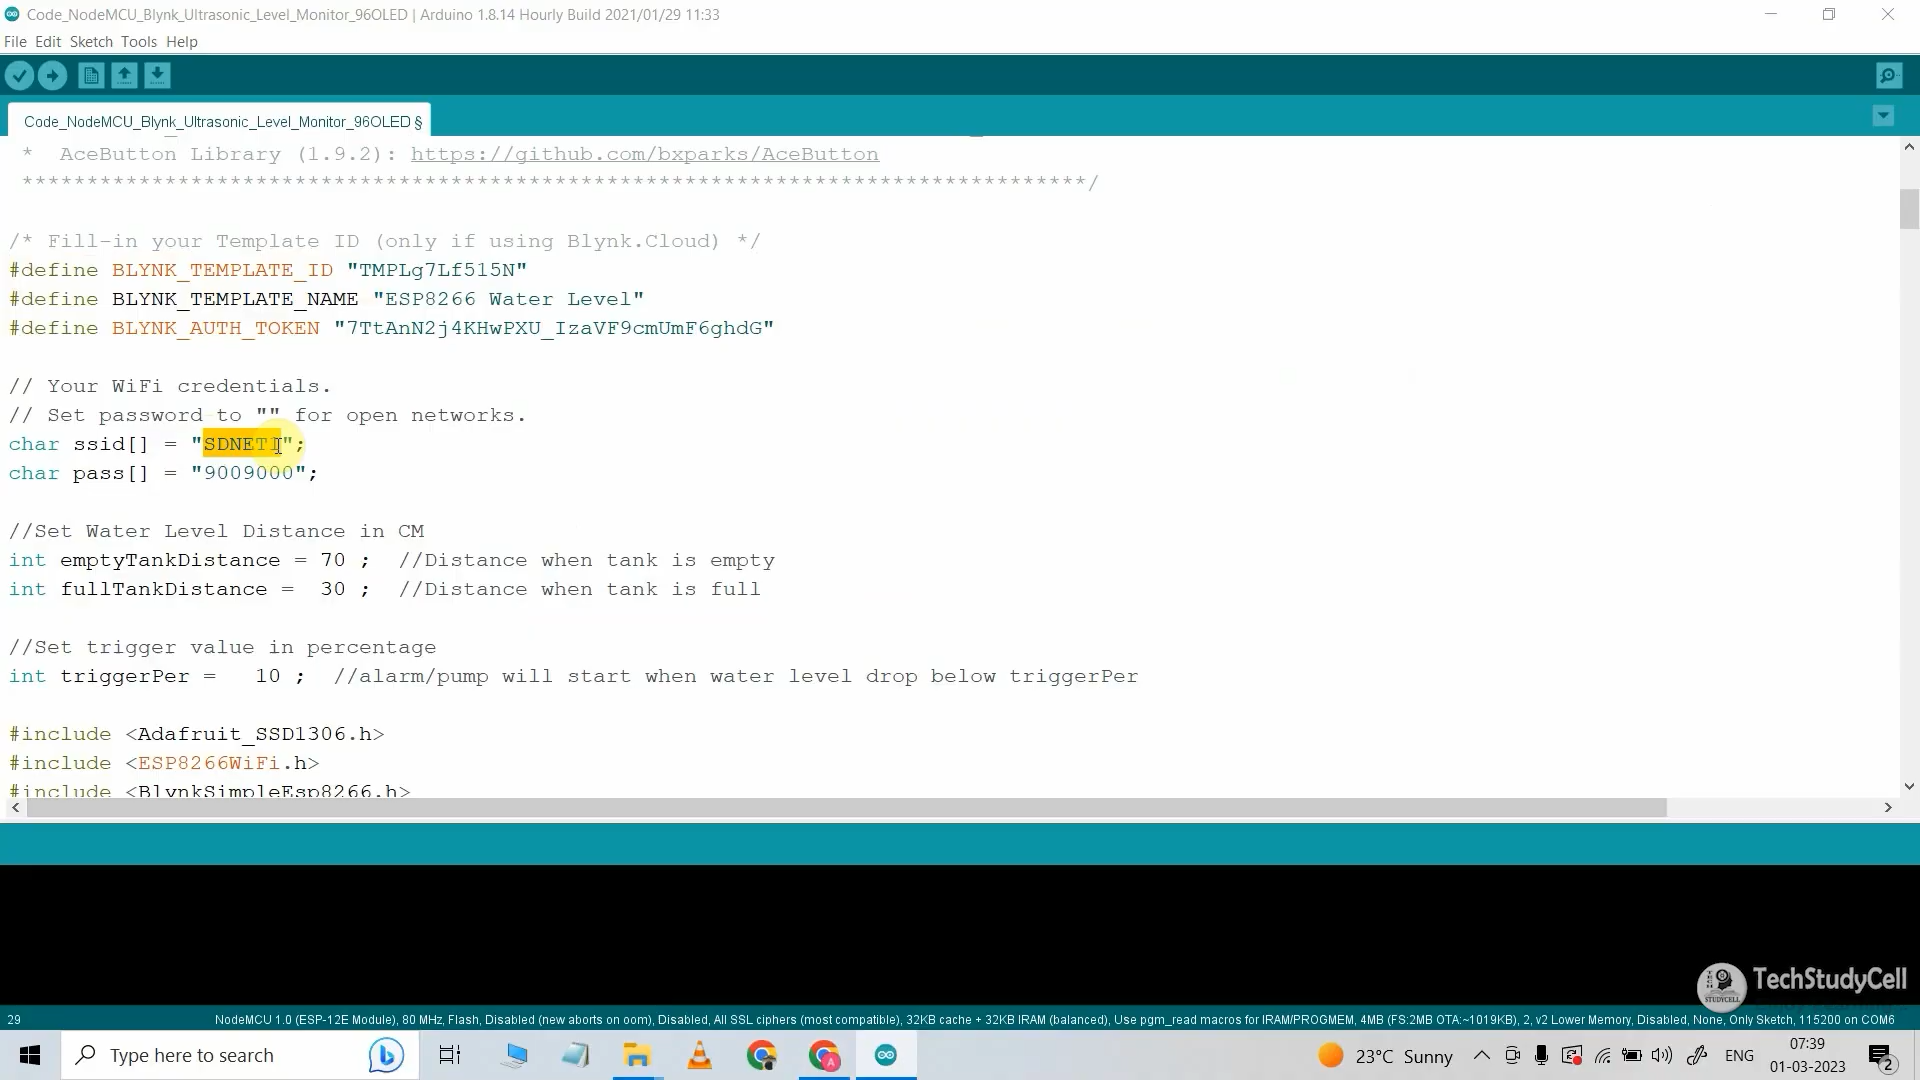 Code_NodeMCU_Blynk_Ultrasonic_Level_Monitor_96OLED | Arduino 1.8.14 Hourly Build 2021/01/29 11:33
File Edit Sketch Tools Help
Code_NodeMCU_Blynk_Ultrasonic_Level_Monitor_96OLED §
* AceButton Library (1.9.2): https://github.com/bxparks/AceButton
***********************************************************************************/
/* Fill-in your Template ID (only if using Blynk.Cloud) */
#define BLYNK_TEMPLATE_ID "TMPLg7Lf515N"
#define BLYNK_TEMPLATE_NAME "ESP8266 Water Level"
#define BLYNK_AUTH_TOKEN "7TtAnN2j4KHwPXU_IzaVF9cmUmF6ghdG"
// Your WiFi credentials.
// Set password to "" for open networks.
char ssid[] = "SDNET1";
char pass[] = "9009000";
//Set Water Level Distance in CM
int emptyTankDistance = 70 ;  //Distance when tank is empty
int fullTankDistance =  30 ;  //Distance when tank is full
//Set trigger value in percentage
int triggerPer =   10 ;  //alarm/pump will start when water level drop below triggerPer
#include <Adafruit_SSD1306.h>
#include <ESP8266WiFi.h>
#include <BlynkSimpleEsp8266.h>
TechStudyCell
STUDYCELL
29
NodeMCU 1.0 (ESP-12E Module), 80 MHz, Flash, Disabled (new aborts on oom), Disabled, All SSL ciphers (most compatible), 32KB cache + 32KB IRAM (balanced), Use pgm_read macros for IRAM/PROGMEM, 4MB (FS:2MB OTA:~1019KB), 2, v2 Lower Memory, Disabled, None, Only Sketch, 115200 on COM6
Type here to search
23°C Sunny
ENG
07:39
01-03-2023
2